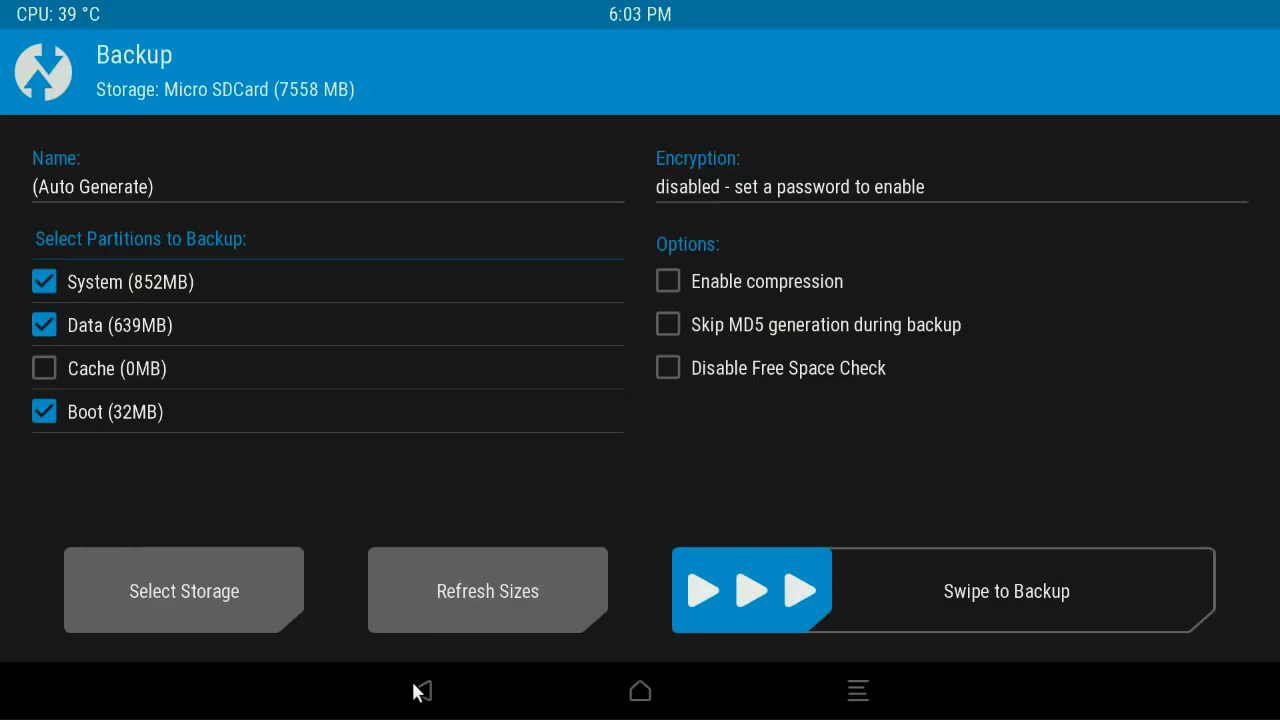 CPU: 39 °C
6:03 PM
Backup
Storage: Micro SDCard (7558 MB)
Name:
(Auto Generate)
Encryption:
disabled - set a password to enable
Select Partitions to Backup:
System (852MB)
Data (639MB)
Cache (0MB)
Boot (32MB)
Options:
Enable compression
Skip MD5 generation during backup
Disable Free Space Check
Select Storage
Refresh Sizes
Swipe to Backup